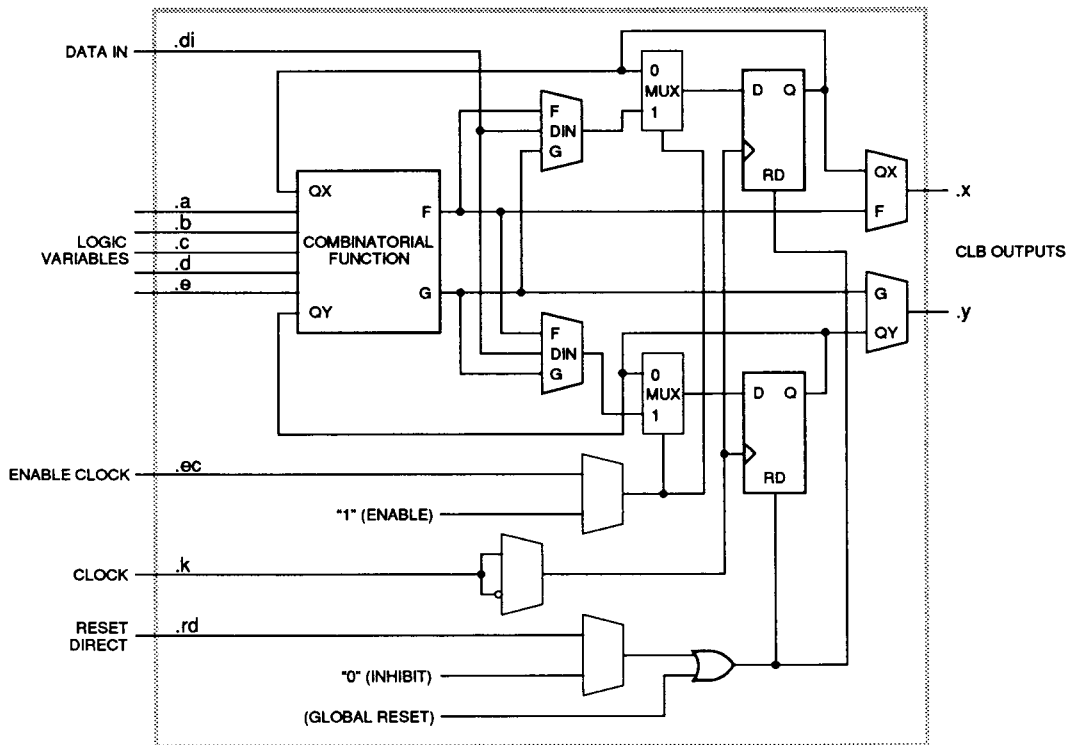 DATA IN
.di
0
MUX
1
D Q
RD
F
DIN
G
QX
F
.x
QX
.a
.b
LOGIC
VARIABLES
.c
.d
.e
COMBINATORIAL
FUNCTION
F
G
QY
CLB OUTPUTS
G
QY
.y
F
DIN
G
0
MUX
1
D Q
RD
ENABLE CLOCK
.ec
"1" (ENABLE)
CLOCK
.k
RESET
DIRECT
.rd
"0" (INHIBIT)
(GLOBAL RESET)